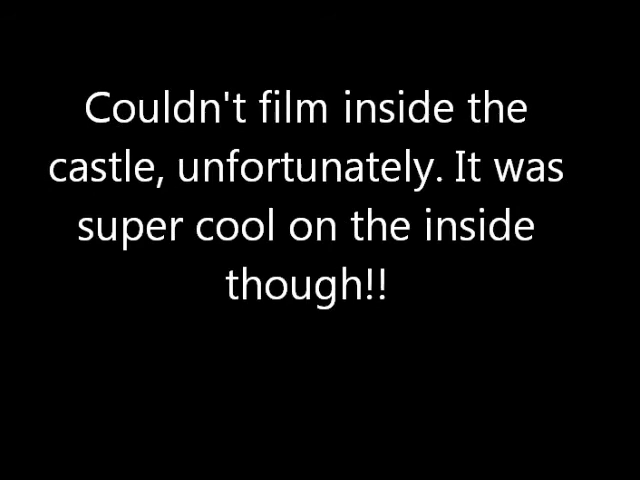 Couldn't film inside the
castle, unfortunately. It was
super cool on the inside
though!!